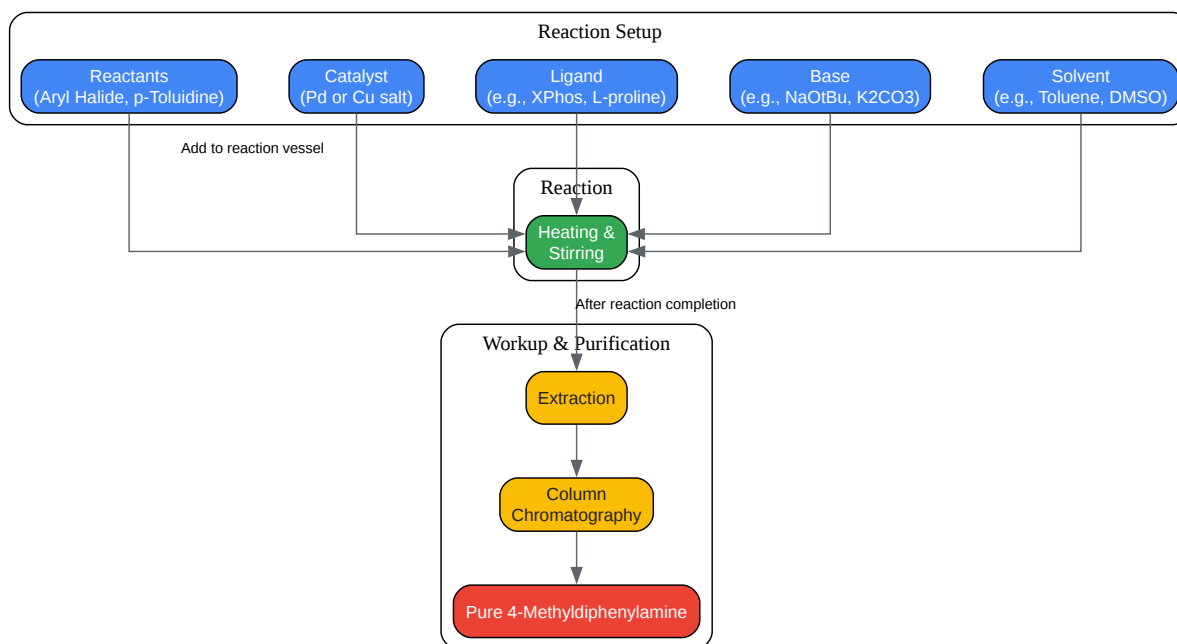 Reaction Setup
Reactants
(Aryl Halide, p-Toluidine)
Catalyst
(Pd or Cu salt)
Ligand
(e.g., XPhos, L-proline)
Base
(e.g., NaOtBu, K2CO3)
Solvent
(e.g., Toluene, DMSO)
Add to reaction vessel
Reaction
Heating &
Stirring
After reaction completion
Workup & Purification
Extraction
Column
Chromatography
Pure 4-Methyldiphenylamine